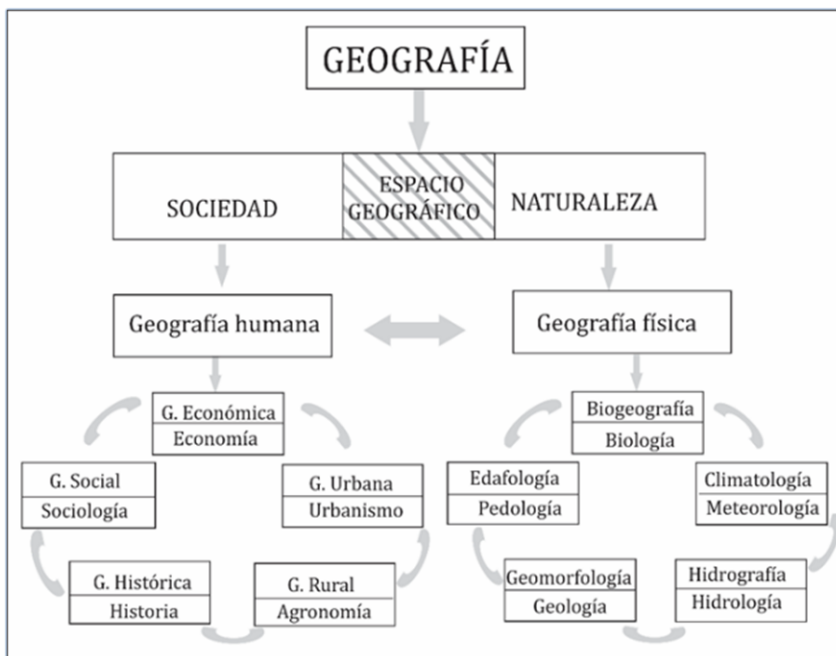 GEOGRAFÍA
SOCIEDAD
ESPACIO
GEOGRÁFICO
NATURALEZA
Geografía humana
Geografía física
G. Económica
Economía
G. Social
Sociología
G. Urbana
Urbanismo
G. Histórica
Historia
G. Rural
Agronomía
Biogeografía
Biología
Edafología
Pedología
Climatología
Meteorología
Geomorfología
Geología
Hidrografía
Hidrología